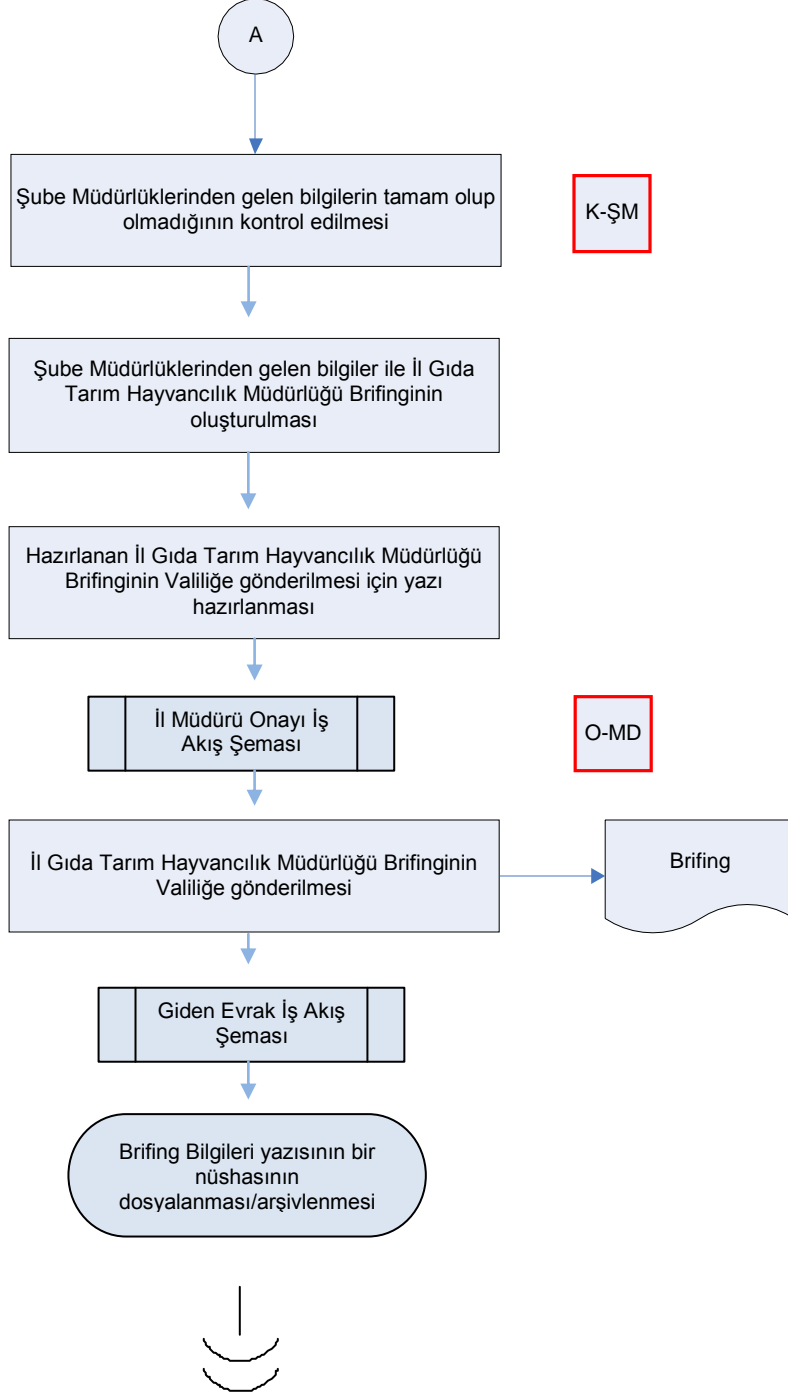 A
Şube Müdürlüklerinden gelen bilgilerin tamam olup
olmadığının kontrol edilmesi
K-ŞM
Şube Müdürlüklerinden gelen bilgiler ile İl Gıda
Tarım Hayvancılık Müdürlüğü Brifinginin
oluşturulması
Hazırlanan İl Gıda Tarım Hayvancılık Müdürlüğü
Brifinginin Valiliğe gönderilmesi için yazı
hazırlanması
İl Müdürü Onayı İş
Akış Şeması
O-MD
İl Gıda Tarım Hayvancılık Müdürlüğü Brifinginin
Valiliğe gönderilmesi
Brifing
Giden Evrak İş Akış
Şeması
Brifing Bilgileri yazısının bir
nüshasının
dosyalanması/arşivlenmesi